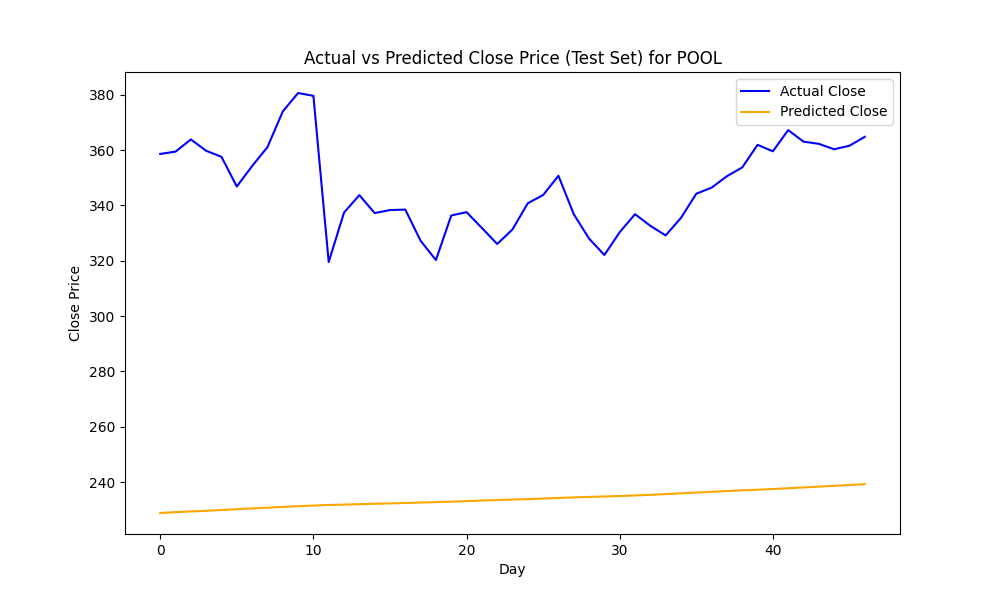 Actual vs Predicted Close Price (Test Set) for POOL
Actual Close
Predicted Close
380
360
340
320
300
280
260
240
Close Price
0 10 20 30 40
Day